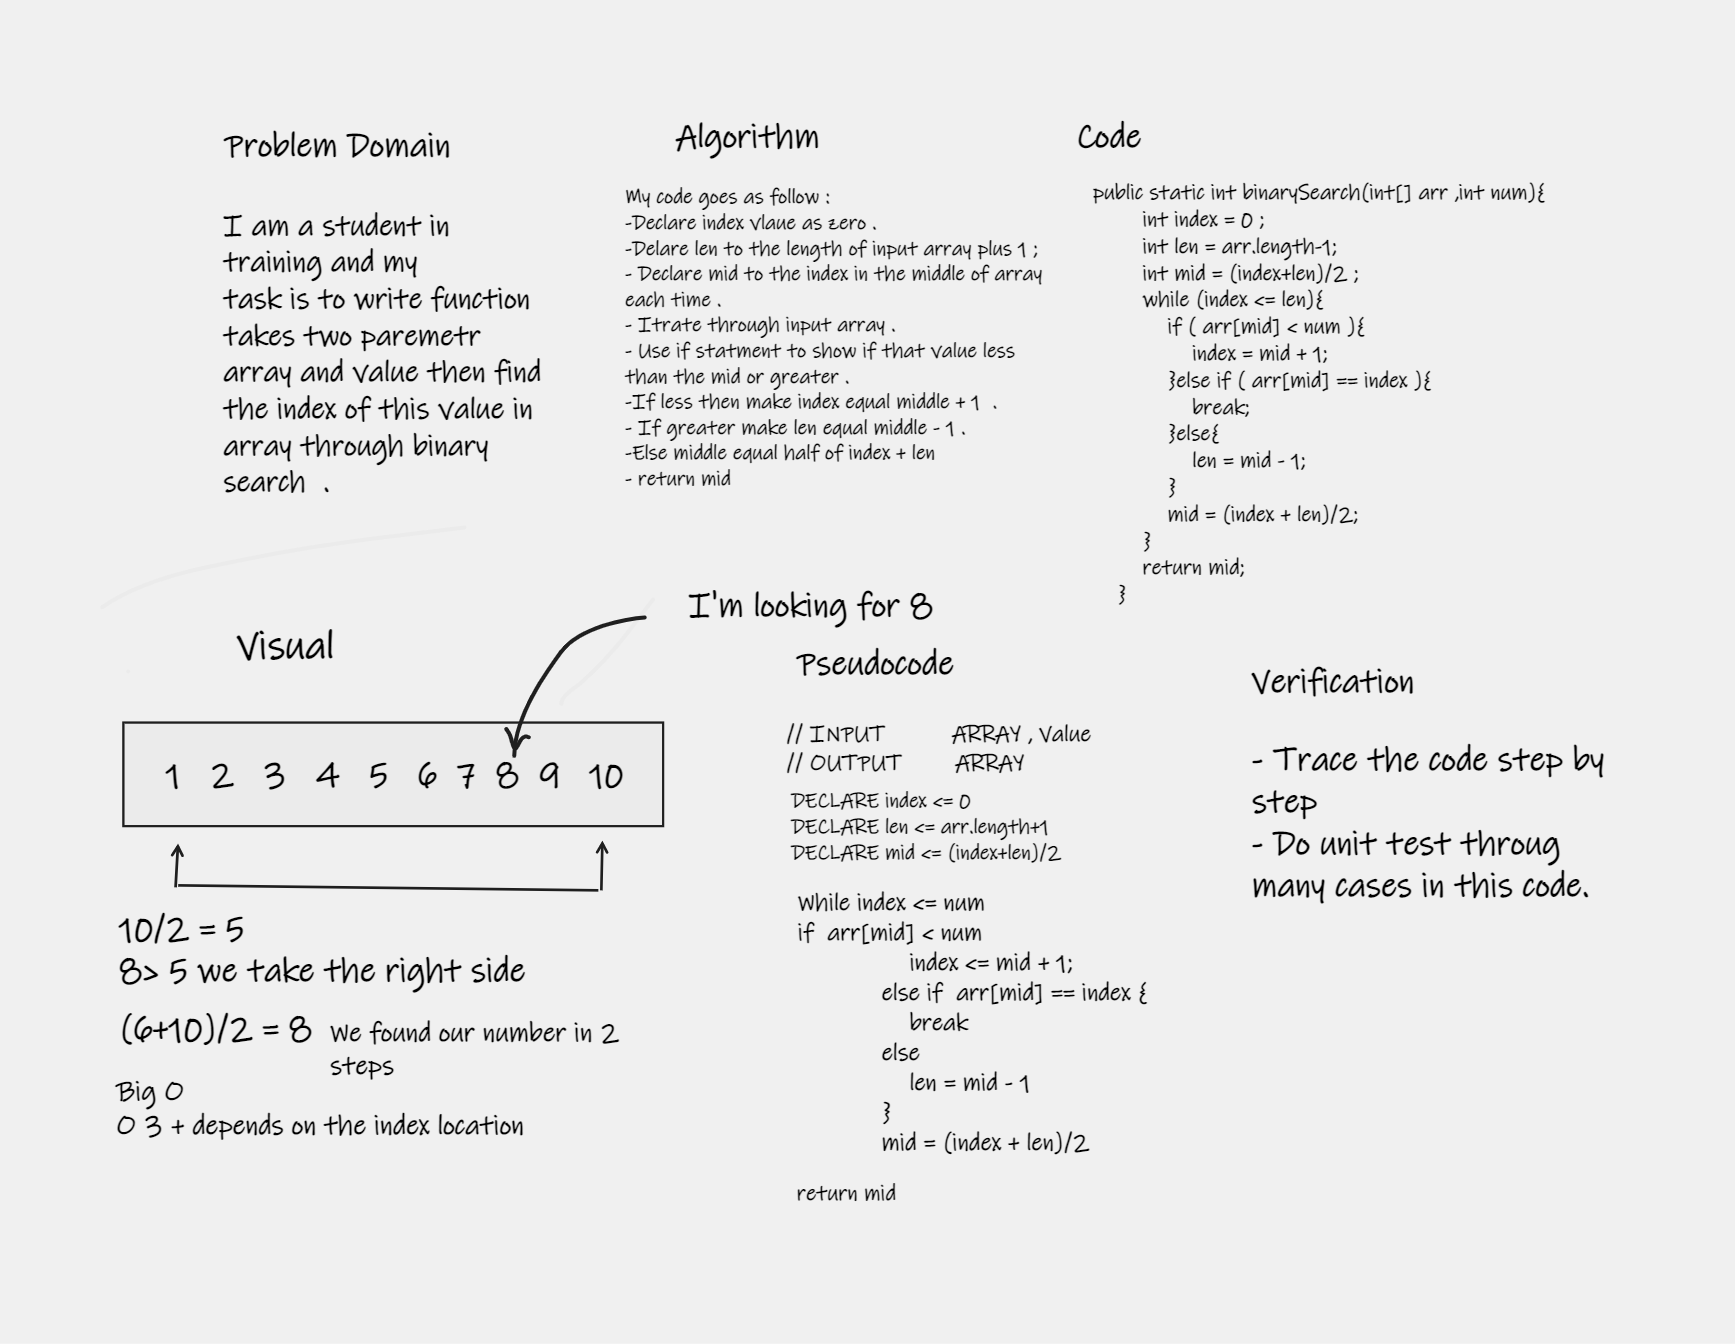 Problem Domain
I am a student in
training and my
task is to write function
takes two paremetr
array and value then find
the index of this value in
array through binary
search .
Algorithm
My code goes as follow :
-Declare index vlaue as zero .
-Delare len to the length of input array plus 1 ;
- Declare mid to the index in the middle of array
each time .
- Itrate through input array .
- Use if statment to show if that value less
than the mid or greater .
-If less then make index equal middle + 1 .
- If greater make len equal middle - 1 .
-Else middle equal half of index + len
- return mid
Code
public static int binarySearch(int[] arr ,int num){
int index = 0 ;
int len = arr.length-1;
int mid = (index+len)/2 ;
while (index <= len){
if ( arr[mid] < num ){
index = mid + 1;
}else if ( arr[mid] == index ){
break;
}else{
len = mid - 1;
}
mid = (index + len)/2;
}
return mid;
}
Visual
I'm looking for 8
1 2 3 4 5 6 7 8 9 10
10/2 = 5
8> 5 we take the right side
(6+10)/2 = 8 We found our number in 2
steps
Big O
O 3 + depends on the index location
Pseudocode
// INPUT ARRAY , Value
// OUTPUT ARRAY
DECLARE index <= 0
DECLARE len <= arr.length+1
DECLARE mid <= (index+len)/2
While index <= num
if arr[mid] < num
index <= mid + 1;
else if arr[mid] == index {
break
else
len = mid - 1
}
mid = (index + len)/2
return mid
Verification
- Trace the code step by
step
- Do unit test throug
many cases in this code.